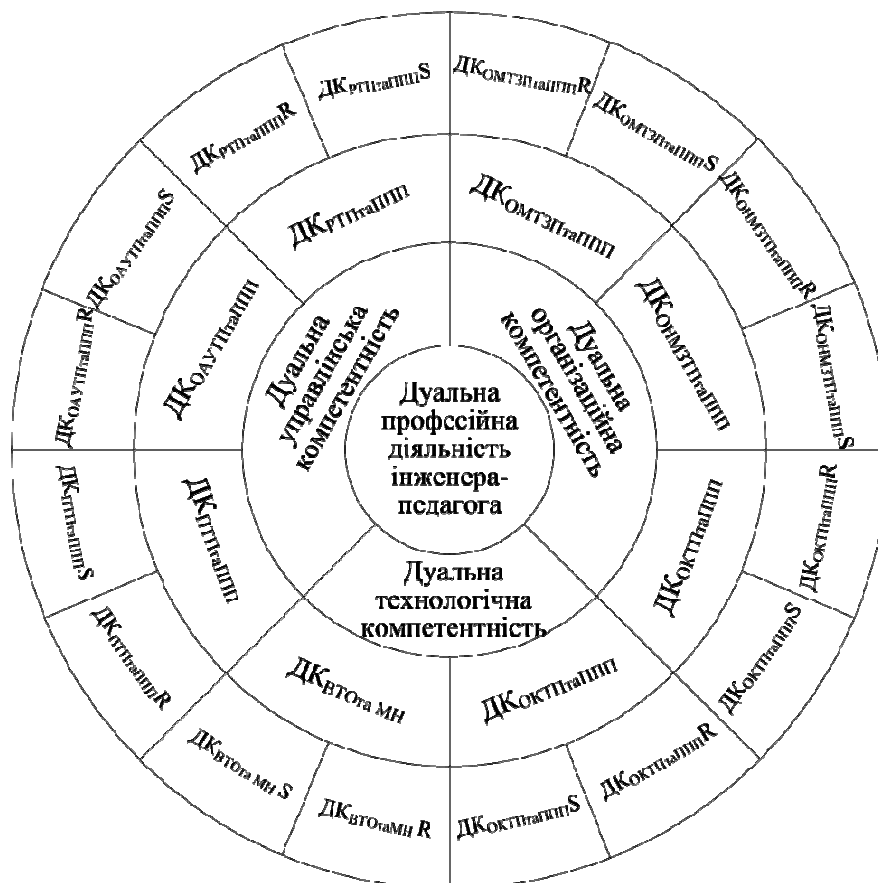 Дуальна
професійна
діяльність
інженера-
педагога
Дуальна
управлінська
компетентність
Дуальна
організаційна
компетентність
Дуальна
технологічна
компетентність
ДКРТПтаППП
ДКОМТЗПтаППП
ДКОНМЗПтаППП
ДКОКТПтаППП
ДКОКТПтаППП
ДКВТОта МН
ДКПТПтаППП
ДКОАУТПтаППП
ДКРТПтаПППS
ДКОМТЗПтаПППR
ДКОМТЗПтаПППS
ДКОНМЗПтаПППR
ДКОНМЗПтаПППS
ДКОКТПтаПППR
ДКОКТПтаПППS
ДКОКТПтаПППR
ДКОКТПтаПППS
ДКВТОтаМН R
ДКВТОта МН S
ДКПТПтаПППR
ДКПТПтаПППS
ДКОАУТПтаПППR
ДКОАУТПтаПППS
ДКРТПтаПППR